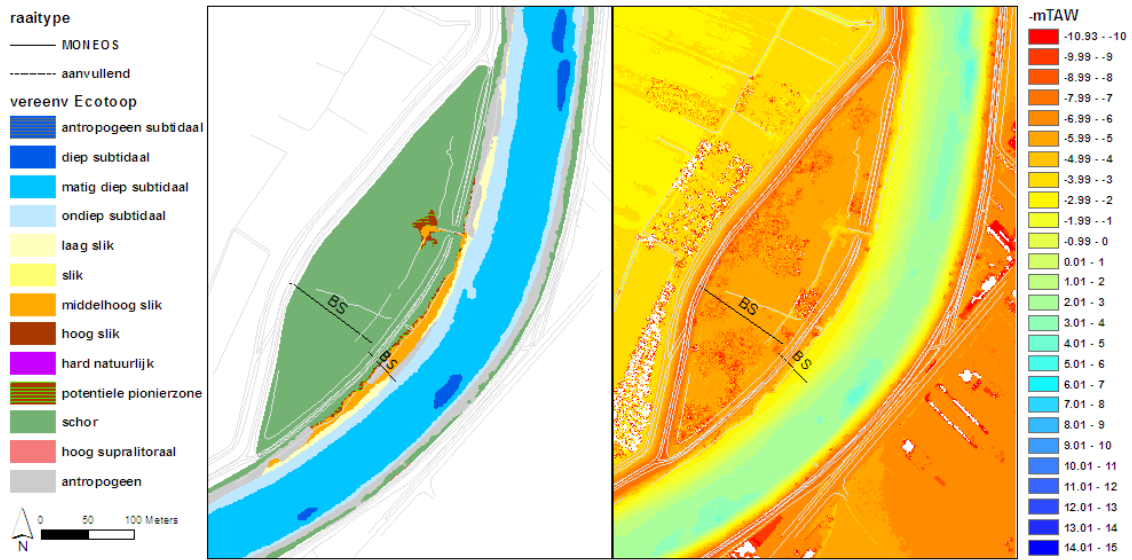 raaitype
MONEOS
aanvullend
vereenv Ecotoop
antropogeen subtidaal
diep subtidaal
matig diep subtidaal
ondiep subtidaal
laag slik
slik
middelhoog slik
hoog slik
hard natuurlijk
potentiele pionierzone
schor
hoog supralitoraal
antropogeen
0 50 100 Meters
N
BS
BS
BS
BS
-mTAW
-10.93 - -10
-9.99 - -9
-8.99 - -8
-7.99 - -7
-6.99 - -6
-5.99 - -5
-4.99 - -4
-3.99 - -3
-2.99 - -2
-1.99 - -1
-0.99 - 0
0.01 - 1
1.01 - 2
2.01 - 3
3.01 - 4
4.01 - 5
5.01 - 6
6.01 - 7
7.01 - 8
8.01 - 9
9.01 - 10
10.01 - 11
11.01 - 12
12.01 - 13
13.01 - 14
14.01 - 15